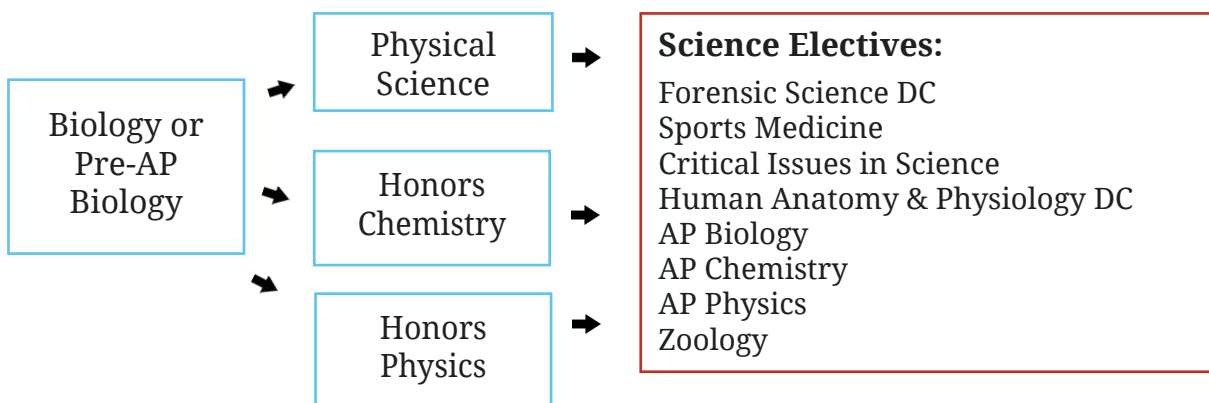 Biology or
Pre-AP
Biology
Physical
Science
Honors
Chemistry
Honors
Physics
Science Electives:
Forensic Science DC
Sports Medicine
Critical Issues in Science
Human Anatomy & Physiology DC
AP Biology
AP Chemistry
AP Physics
Zoology